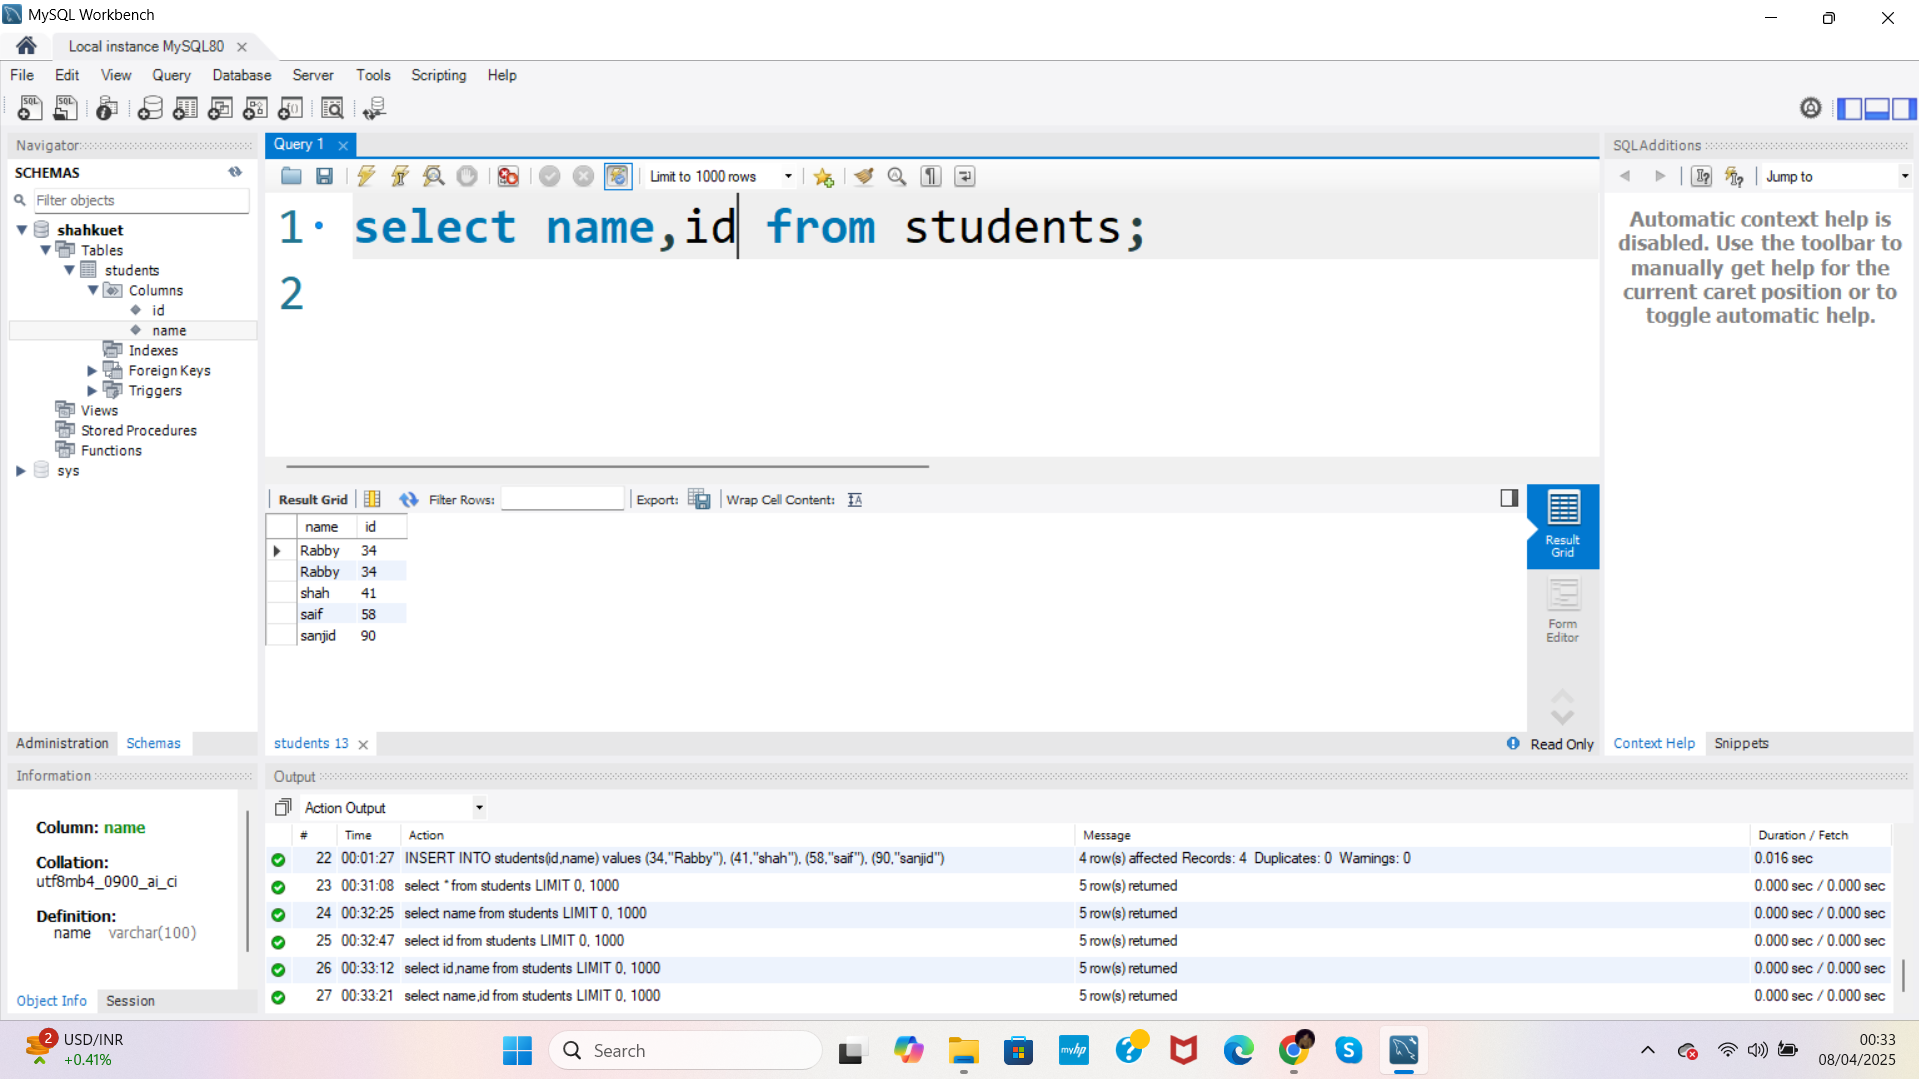 MySQL Workbench
Local instance MySQL80
File Edit View Query Database Server Tools Scripting Help
Navigator
SCHEMAS
Filter objects
shahkuet
Tables
students
Columns
id
name
Indexes
Foreign Keys
Triggers
Views
Stored Procedures
Functions
sys
Administration Schemas
Information
Column: name
Collation:
utf8mb4_0900_ai_ci
Definition:
name varchar(100)
Object Info Session
Query 1
Limit to 1000 rows
1 select name,id from students;
2
Result Grid Filter Rows: Export: Wrap Cell Content:
name id
Rabby 34
Rabby 34
shah 41
saif 58
sanjid 90
Result
Grid
Form
Editor
students 13
Read Only
SQLAdditions
Jump to
Automatic context help is
disabled. Use the toolbar to
manually get help for the
current caret position or to
toggle automatic help.
Context Help Snippets
Output
Action Output
# Time Action Message Duration / Fetch
22 00:01:27 INSERT INTO students(id,name) values (34,"Rabby"), (41,"shah"), (58,"saif"), (90,"sanjid") 4 row(s) affected Records: 4 Duplicates: 0 Warnings: 0 0.016 sec
23 00:31:08 select * from students LIMIT 0, 1000 5 row(s) returned 0.000 sec / 0.000 sec
24 00:32:25 select name from students LIMIT 0, 1000 5 row(s) returned 0.000 sec / 0.000 sec
25 00:32:47 select id from students LIMIT 0, 1000 5 row(s) returned 0.000 sec / 0.000 sec
26 00:33:12 select id,name from students LIMIT 0, 1000 5 row(s) returned 0.000 sec / 0.000 sec
27 00:33:21 select name,id from students LIMIT 0, 1000 5 row(s) returned 0.000 sec / 0.000 sec
2
USD/INR
+0.41%
Search
myhp
00:33
08/04/2025